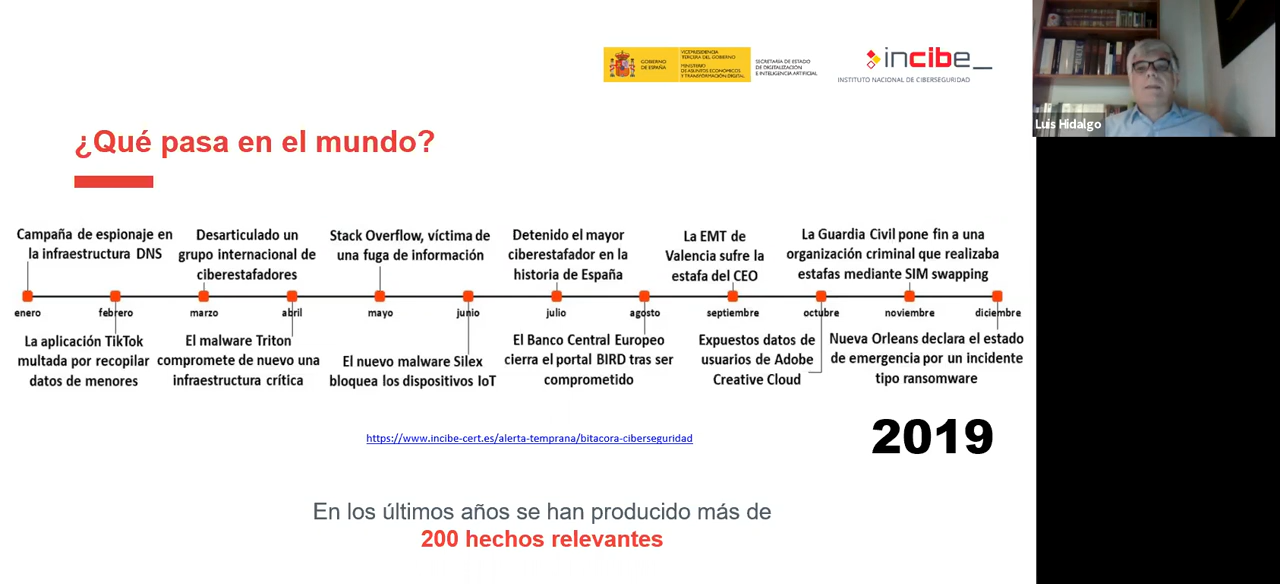 GOBIERNO
DE ESPAÑA
VICEPRESIDENCIA
TERCERA DEL GOBIERNO
MINISTERIO
DE ASUNTOS ECONÓMICOS
Y TRANSFORMACIÓN DIGITAL
SECRETARÍA DE ESTADO
DE DIGITALIZACIÓN
E INTELIGENCIA ARTIFICIAL
incibe_
INSTITUTO NACIONAL DE CIBERSEGURIDAD
Luis Hidalgo
¿Qué pasa en el mundo?
Campaña de espionaje en
la infraestructura DNS
Desarticulado un
grupo internacional de
ciberestafadores
Stack Overflow, víctima de
una fuga de información
Detenido el mayor
ciberestafador en la
historia de España
La EMT de
Valencia sufre la
estafa del CEO
La Guardia Civil pone fin a una
organización criminal que realizaba
estafas mediante SIM swapping
enero febrero marzo abril mayo junio julio agosto septiembre octubre noviembre diciembre
La aplicación TikTok
multada por recopilar
datos de menores
El malware Triton
compromete de nuevo una
infraestructura crítica
El nuevo malware Silex
bloquea los dispositivos IoT
El Banco Central Europeo
cierra el portal BIRD tras ser
comprometido
Expuestos datos de
usuarios de Adobe
Creative Cloud
Nueva Orleans declara el estado
de emergencia por un incidente
tipo ransomware
https://www.incibe-cert.es/alerta-temprana/bitacora-ciberseguridad
2019
En los últimos años se han producido más de
200 hechos relevantes